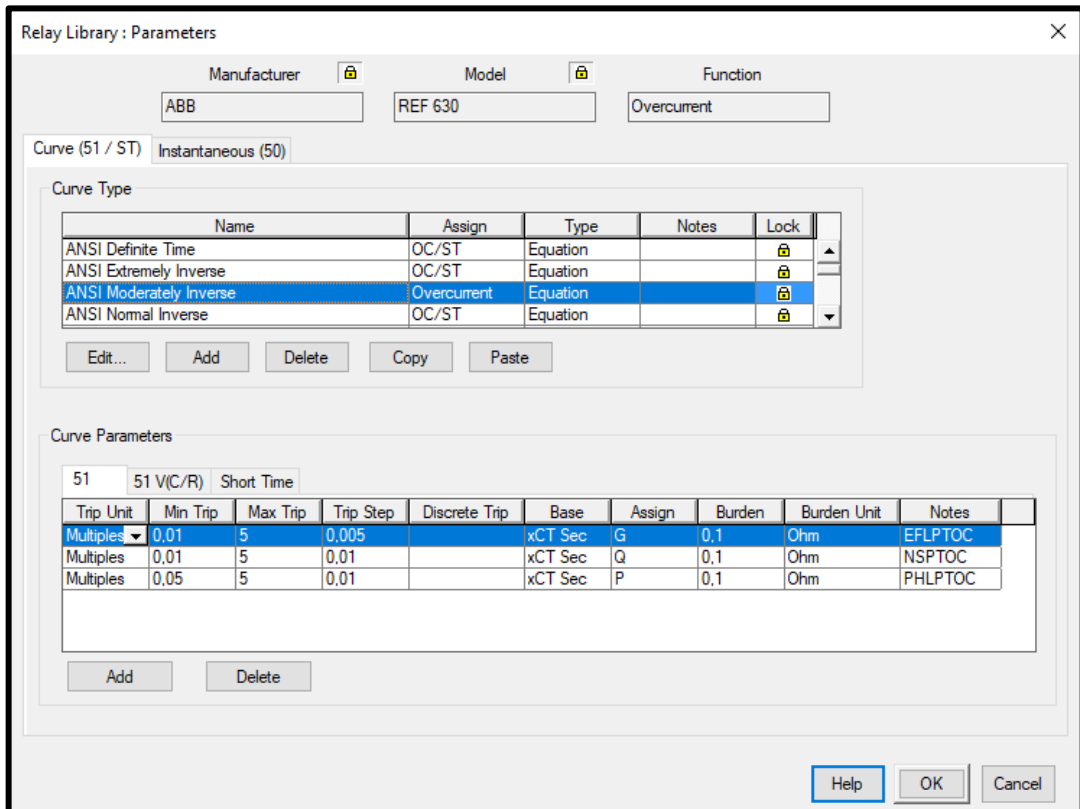 Relay Library : Parameters
Manufacturer Model Function
ABB REF 630 Overcurrent
Curve (51 / ST) Instantaneous (50)
Curve Type
Name Assign Type Notes Lock
ANSI Definite Time OC/ST Equation
ANSI Extremely Inverse OC/ST Equation
ANSI Moderately Inverse Overcurrent Equation
ANSI Normal Inverse OC/ST Equation
Edit... Add Delete Copy Paste
Curve Parameters
51 51 V(C/R) Short Time
Trip Unit Min Trip Max Trip Trip Step Discrete Trip Base Assign Burden Burden Unit Notes
Multiples 0,01 5 0,005 xCT Sec G 0,1 Ohm EFLPTOC
Multiples 0,01 5 0,01 xCT Sec Q 0,1 Ohm NSPTOC
Multiples 0,05 5 0,01 xCT Sec P 0,1 Ohm PHLPTOC
Add Delete
Help OK Cancel